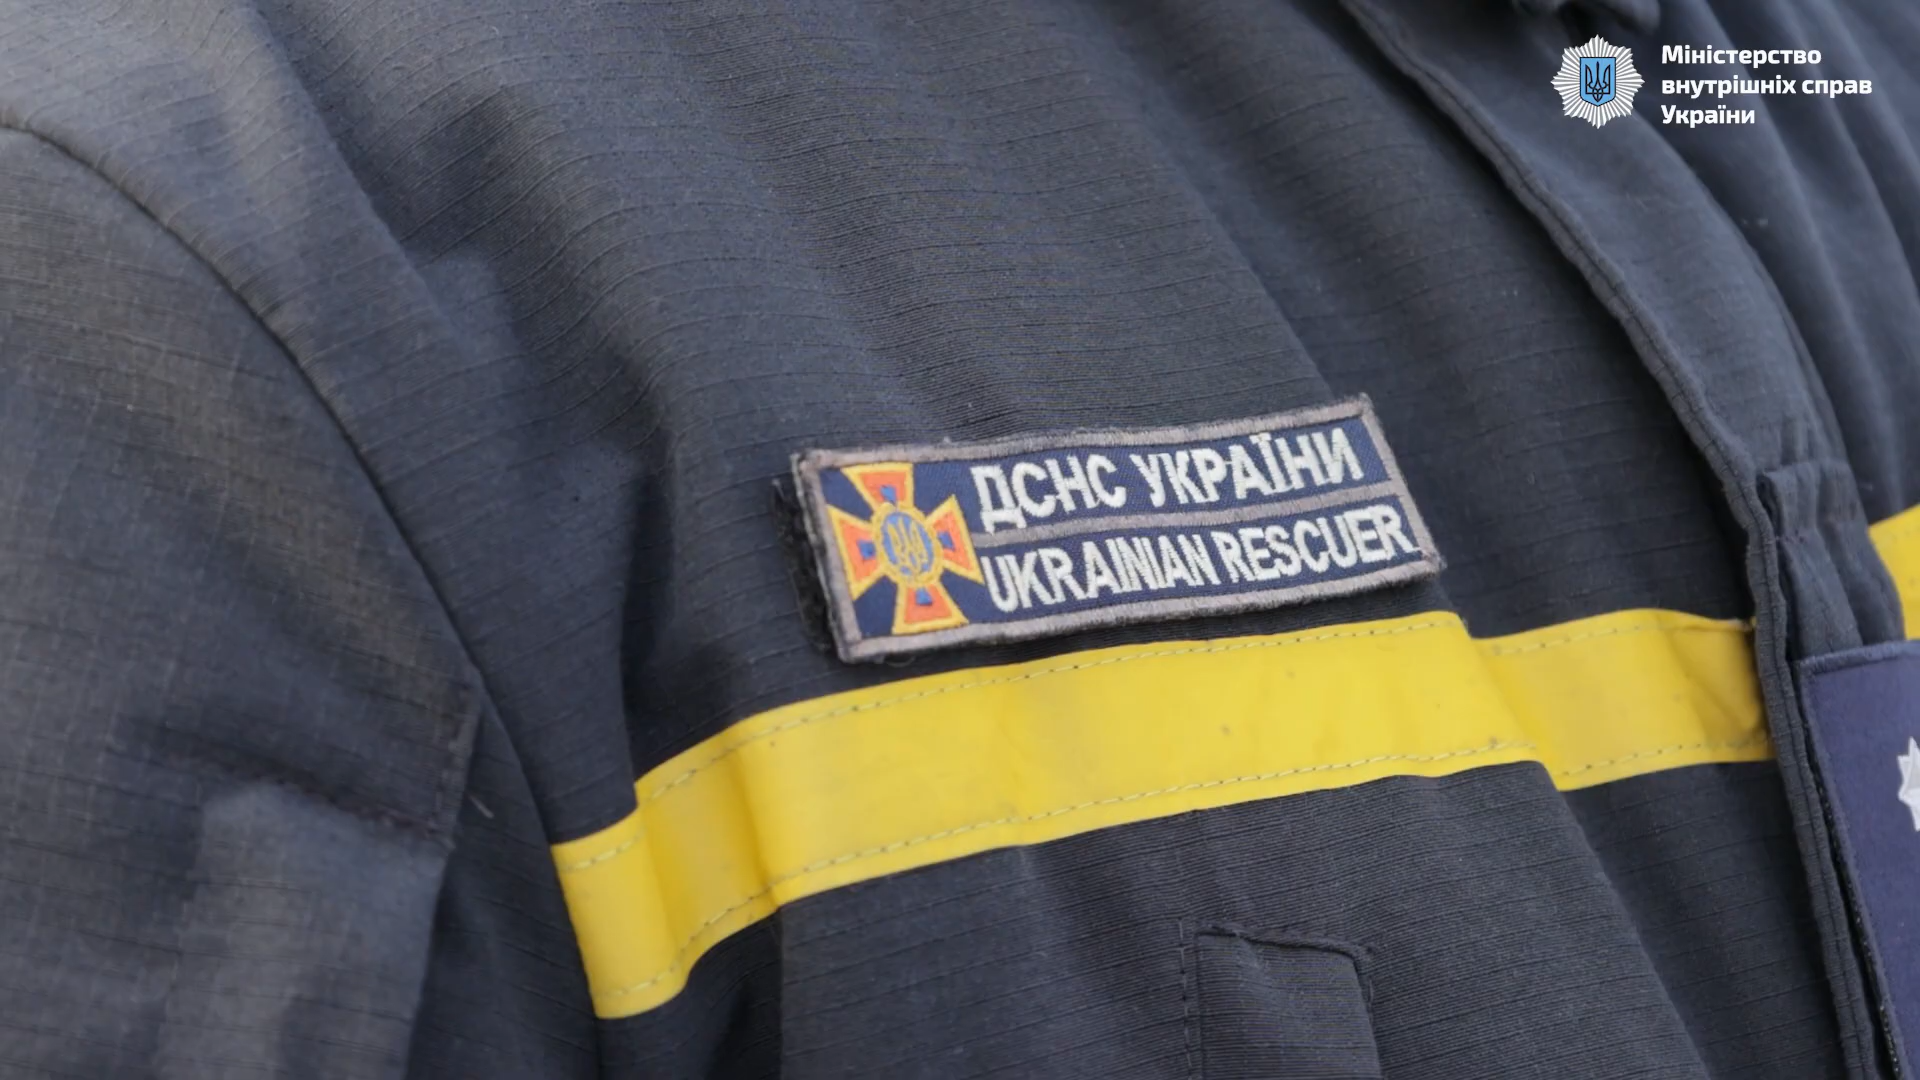 Міністерство
внутрішніх справ
України
ДСНС УКРАЇНИ
UKRAINIAN RESCUER